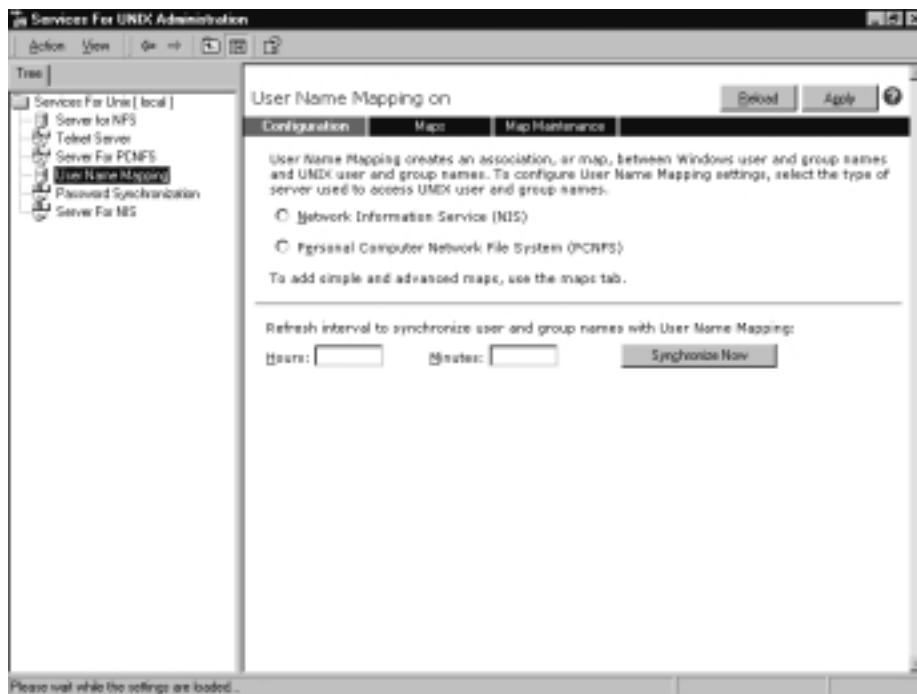 Services For UNIX Administration
Action View
Tree
Services For Unix [ local ]
Server for NFS
Telnet Server
Server For PCNFS
User Name Mapping
Password Synchronization
Server For NIS
User Name Mapping on
Reload Apply
Configuration Maps Map Maintenance
User Name Mapping creates an association, or map, between Windows user and group names
and UNIX user and group names. To configure User Name Mapping settings, select the type of
server used to access UNIX user and group names.
Network Information Service (NIS)
Personal Computer Network File System (PCNFS)
To add simple and advanced maps, use the maps tab.
Refresh interval to synchronize user and group names with User Name Mapping:
Hours: Minutes: Synchronize Now
Please wait while the settings are loaded...